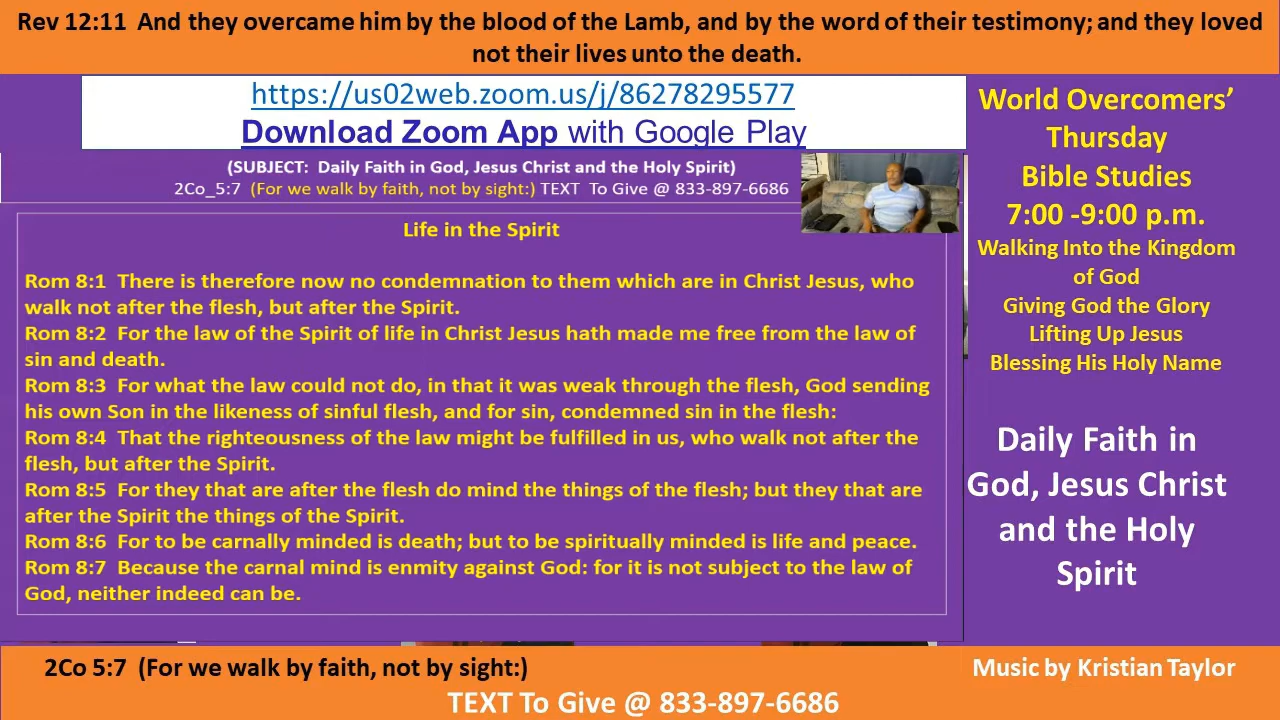 Rev 12:11 And they overcame him by the blood of the Lamb, and by the word of their testimony; and they loved
not their lives unto the death.
https://us02web.zoom.us/j/86278295577
Download Zoom App with Google Play
(SUBJECT: Daily Faith in God, Jesus Christ and the Holy Spirit)
2Co_5:7 (For we walk by faith, not by sight:) TEXT To Give @ 833-897-6686
Life in the Spirit
Rom 8:1 There is therefore now no condemnation to them which are in Christ Jesus, who
walk not after the flesh, but after the Spirit.
Rom 8:2 For the law of the Spirit of life in Christ Jesus hath made me free from the law of
sin and death.
Rom 8:3 For what the law could not do, in that it was weak through the flesh, God sending
his own Son in the likeness of sinful flesh, and for sin, condemned sin in the flesh:
Rom 8:4 That the righteousness of the law might be fulfilled in us, who walk not after the
flesh, but after the Spirit.
Rom 8:5 For they that are after the flesh do mind the things of the flesh; but they that are
after the Spirit the things of the Spirit.
Rom 8:6 For to be carnally minded is death; but to be spiritually minded is life and peace.
Rom 8:7 Because the carnal mind is enmity against God: for it is not subject to the law of
God, neither indeed can be.
World Overcomers’
Thursday
Bible Studies
7:00 -9:00 p.m.
Walking Into the Kingdom
of God
Giving God the Glory
Lifting Up Jesus
Blessing His Holy Name
Daily Faith in
God, Jesus Christ
and the Holy
Spirit
2Co 5:7 (For we walk by faith, not by sight:)
Music by Kristian Taylor
TEXT To Give @ 833-897-6686